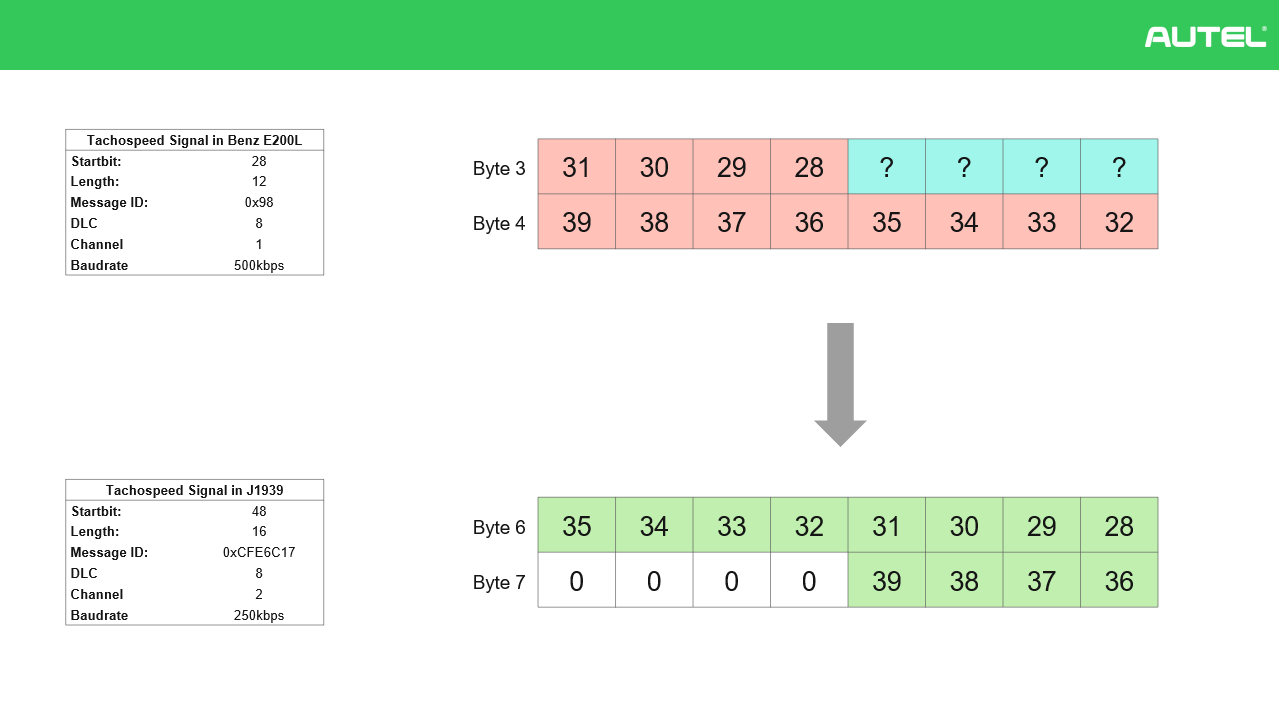 AUTEL®
Tachospeed Signal in Benz E200L
Startbit: 28
Length: 12
Message ID: 0x98
DLC 8
Channel 1
Baudrate 500kbps
Byte 3 31 30 29 28 ? ? ? ?
Byte 4 39 38 37 36 35 34 33 32
Tachospeed Signal in J1939
Startbit: 48
Length: 16
Message ID: 0xCFE6C17
DLC 8
Channel 2
Baudrate 250kbps
Byte 6 35 34 33 32 31 30 29 28
Byte 7 0 0 0 0 39 38 37 36